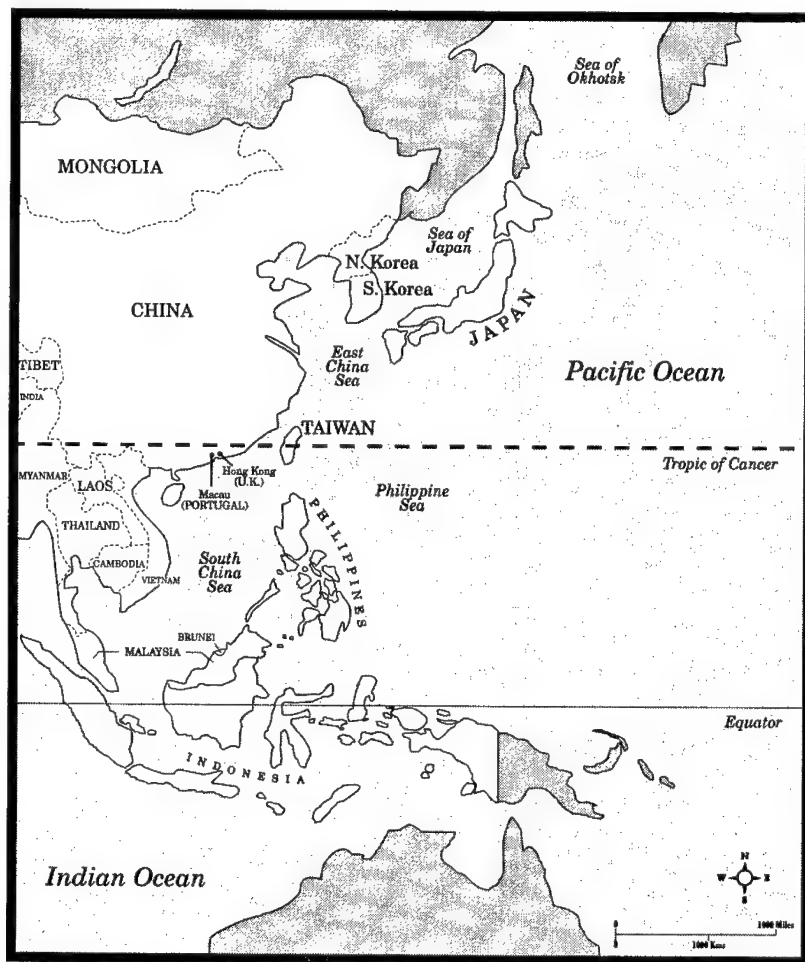 Sea of
Okhotsk
MONGOLIA
Sea of
Japan
N. Korea
S. Korea
CHINA
JAPAN
East
China
Sea
TIBET
INDIA
Pacific Ocean
TAIWAN
Tropic of Cancer
Hong Kong
(U.K.)
MYANMAR
LAOS
Macau
(PORTUGAL)
Philippine
Sea
THAILAND
PHILIPPINES
CAMBODIA
VIETNAM
South
China
Sea
BRUNEI
MALAYSIA
Equator
INDONESIA
Indian Ocean
N
W E
S
0 1000 Miles
0 1000 Kms